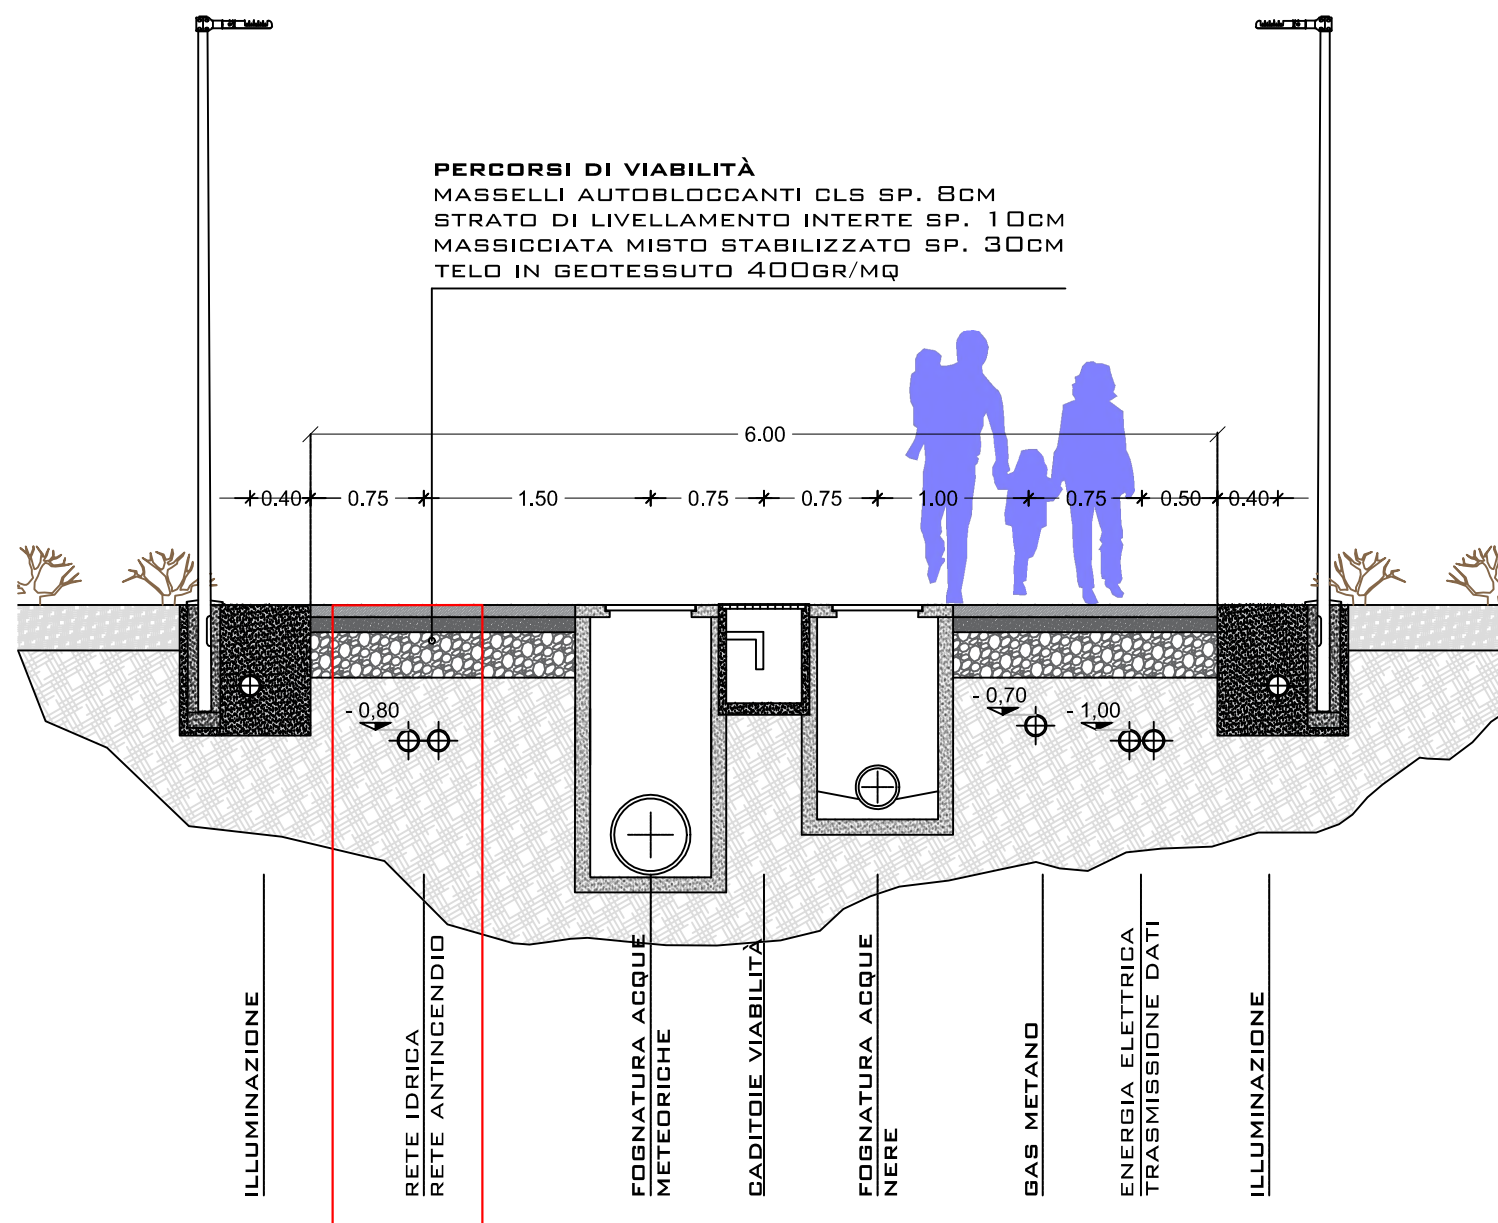 PERCORSI DI VIABILITÀ
MASSELLI AUTOBLOCCANTI CLS SP. 8CM
STRATO DI LIVELLAMENTO INTERTE SP. 10CM
MASSICCIATA MISTO STABILIZZATO SP. 30CM
TELO IN GEOTESSUTO 400GR/MQ
6.00
0.40 0.75 1.50 0.75 0.75 1.00 0.75 0.50 0.40
- 0,80
- 0,70
- 1,00
ILLUMINAZIONE
RETE IDRICA
RETE ANTINCENDIO
FOGNATURA ACQUE
METEORICHE
CADITOIE VIABILITÀ
FOGNATURA ACQUE
NERE
GAS METANO
ENERGIA ELETTRICA
TRASMISSIONE DATI
ILLUMINAZIONE